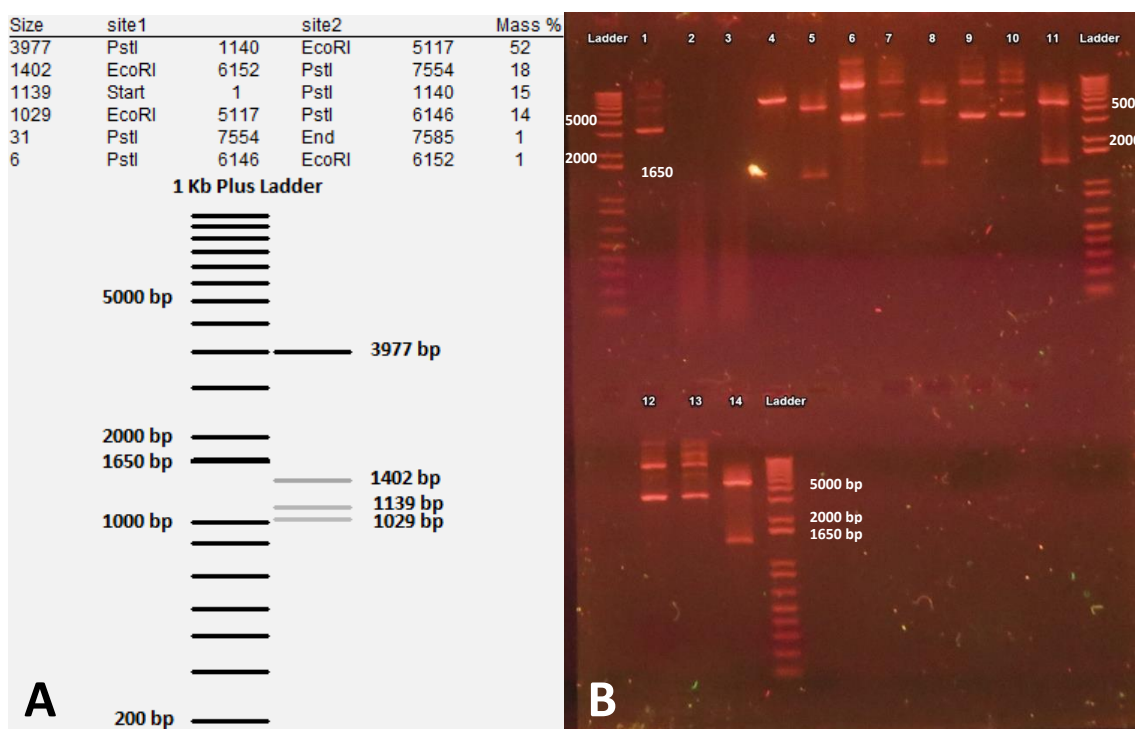 Size site1 site2 Mass %
3977 PstI 1140 EcoRI 5117 52
1402 EcoRI 6152 PstI 7554 18
1139 Start 1 PstI 1140 15
1029 EcoRI 5117 PstI 6146 14
31 PstI 7554 End 7585 1
6 PstI 6146 EcoRI 6152 1
1 Kb Plus Ladder
5000 bp
3977 bp
2000 bp
1650 bp
1402 bp
1139 bp
1000 bp
1029 bp
200 bp
A
Ladder 1 2 3 4 5 6 7 8 9 10 11 Ladder
5000
500
2000
2000
1650
12 13 14 Ladder
5000 bp
2000 bp
1650 bp
B